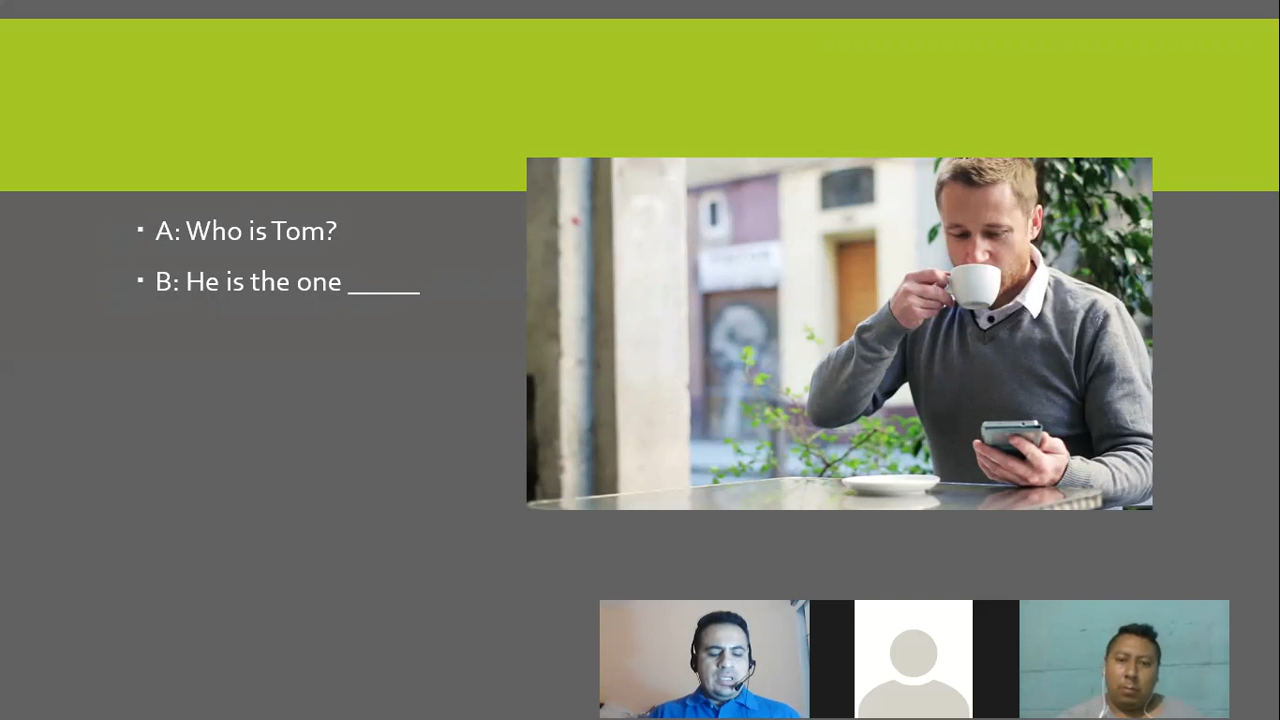 A: Who is Tom?
B: He is the one ______